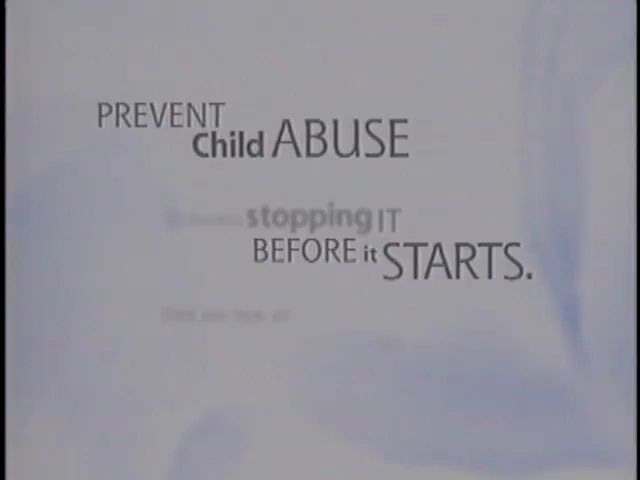 PREVENT
Child ABUSE
stopping IT
BEFORE it STARTS.